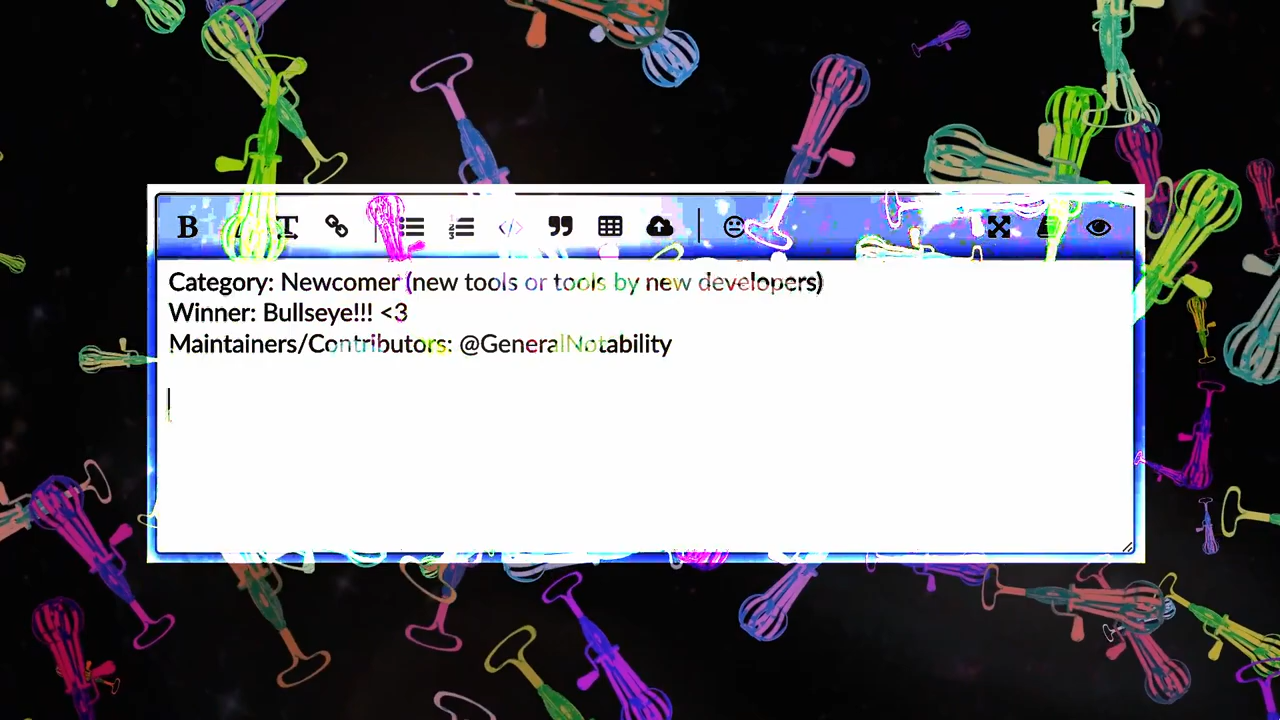 Category: Newcomer (new tools or tools by new developers)
Winner: Bullseye!!! <3
Maintainers/Contributors: @GeneralNotability